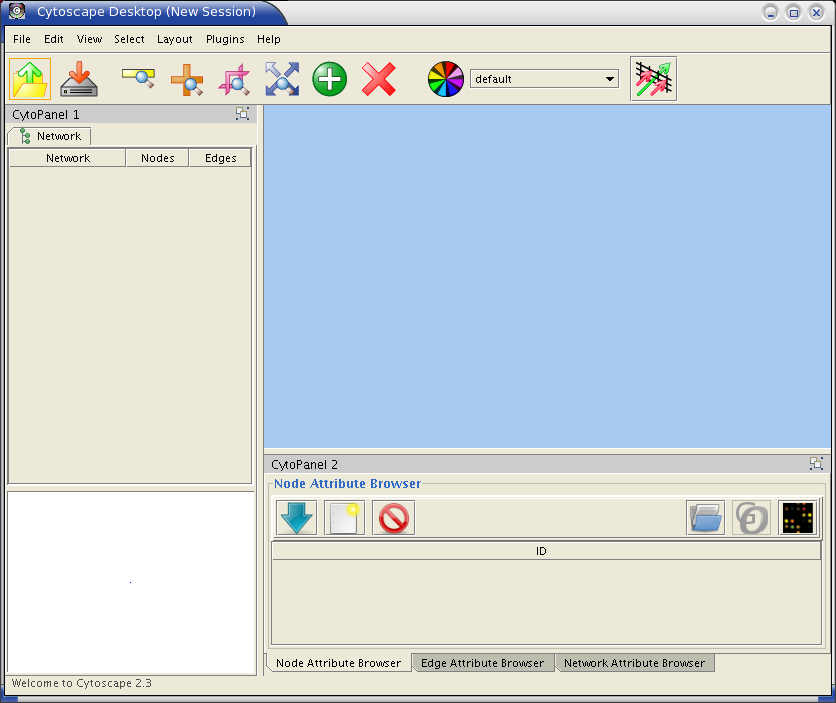 Cytoscape Desktop (New Session)
File Edit View Select Layout Plugins Help
default
CytoPanel 1
Network
Network Nodes Edges
CytoPanel 2
Node Attribute Browser
ID
Node Attribute Browser Edge Attribute Browser Network Attribute Browser
Welcome to Cytoscape 2.3